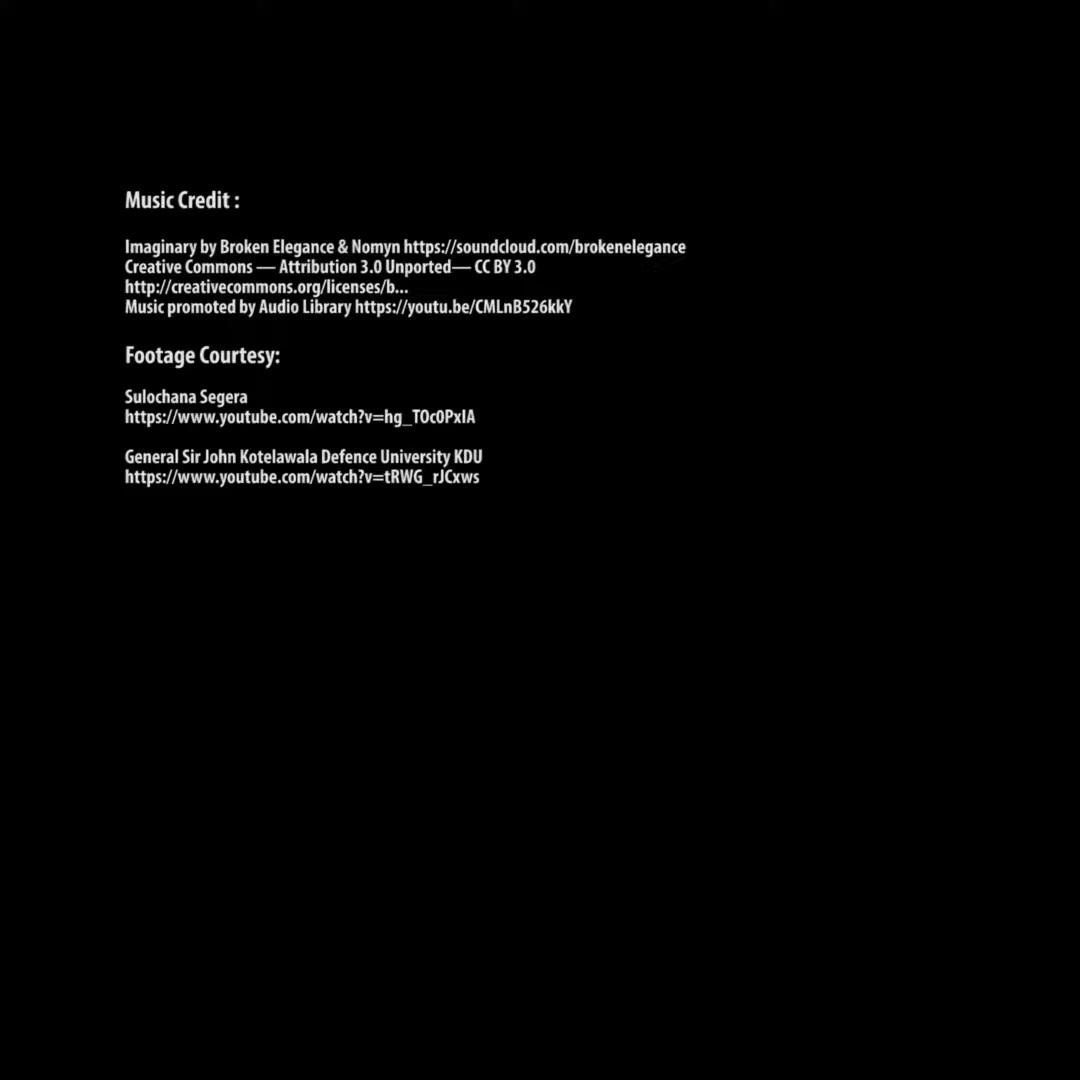 Music Credit :
Imaginary by Broken Elegance & Nomyn https://soundcloud.com/brokenelegance
Creative Commons — Attribution 3.0 Unported— CC BY 3.0
http://creativecommons.org/licenses/b...
Music promoted by Audio Library https://youtu.be/CMLnB526kkY
Footage Courtesy:
Sulochana Segera
https://www.youtube.com/watch?v=hg_TOc0PxIA
General Sir John Kotelawala Defence University KDU
https://www.youtube.com/watch?v=tRWG_rJCxws